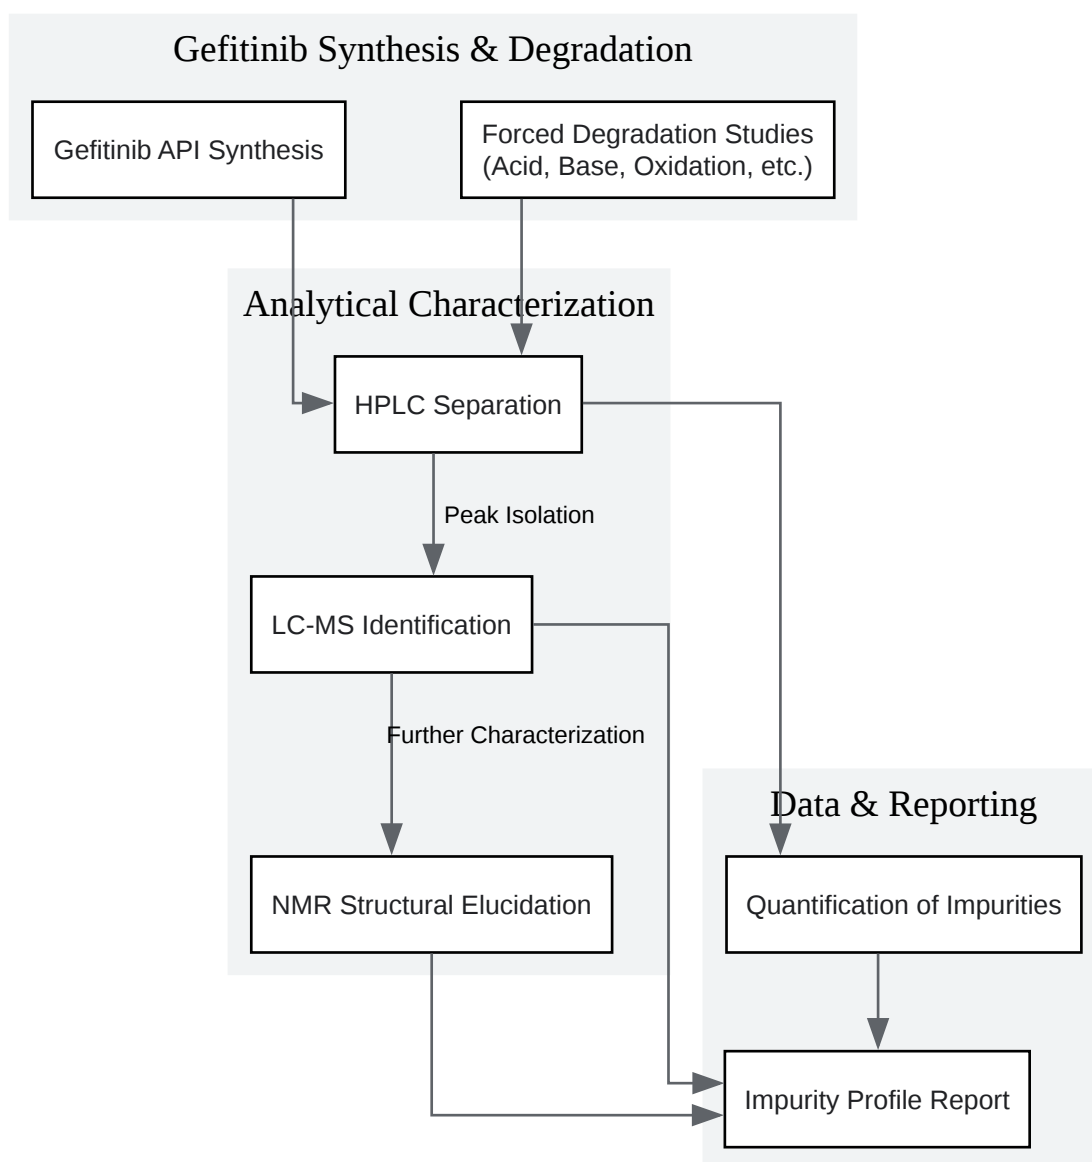 Gefitinib Synthesis & Degradation
Gefitinib API Synthesis
Forced Degradation Studies
(Acid, Base, Oxidation, etc.)
Analytical Characterization
HPLC Separation
Peak Isolation
LC-MS Identification
Further Characterization
NMR Structural Elucidation
Data & Reporting
Quantification of Impurities
Impurity Profile Report